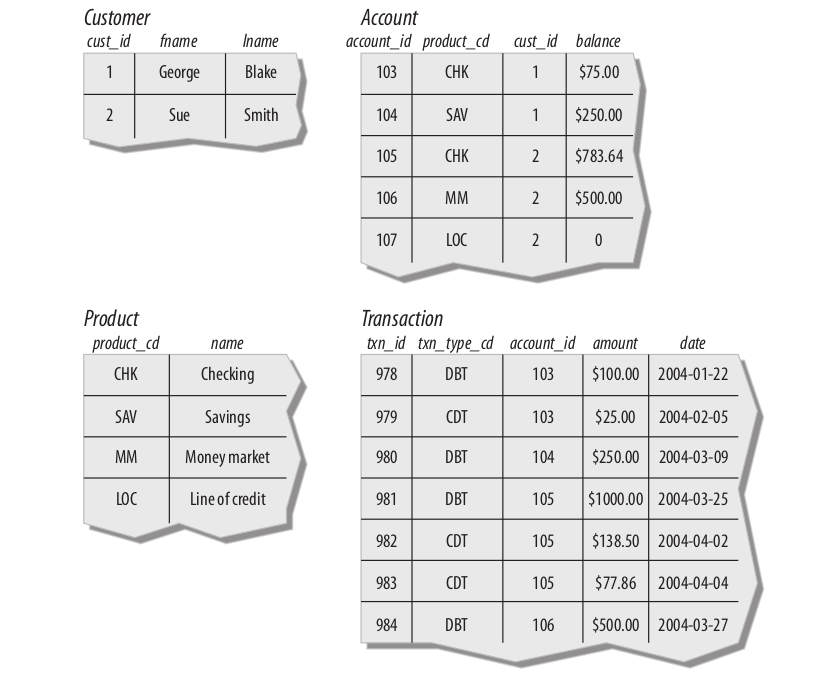 Customer
cust_id fname lname
1 George Blake
2 Sue Smith
Account
account_id product_cd cust_id balance
103 CHK 1 $75.00
104 SAV 1 $250.00
105 CHK 2 $783.64
106 MM 2 $500.00
107 LOC 2 0
Product
product_cd name
CHK Checking
SAV Savings
MM Money market
LOC Line of credit
Transaction
txn_id txn_type_cd account_id amount date
978 DBT 103 $100.00 2004-01-22
979 CDT 103 $25.00 2004-02-05
980 DBT 104 $250.00 2004-03-09
981 DBT 105 $1000.00 2004-03-25
982 CDT 105 $138.50 2004-04-02
983 CDT 105 $77.86 2004-04-04
984 DBT 106 $500.00 2004-03-27